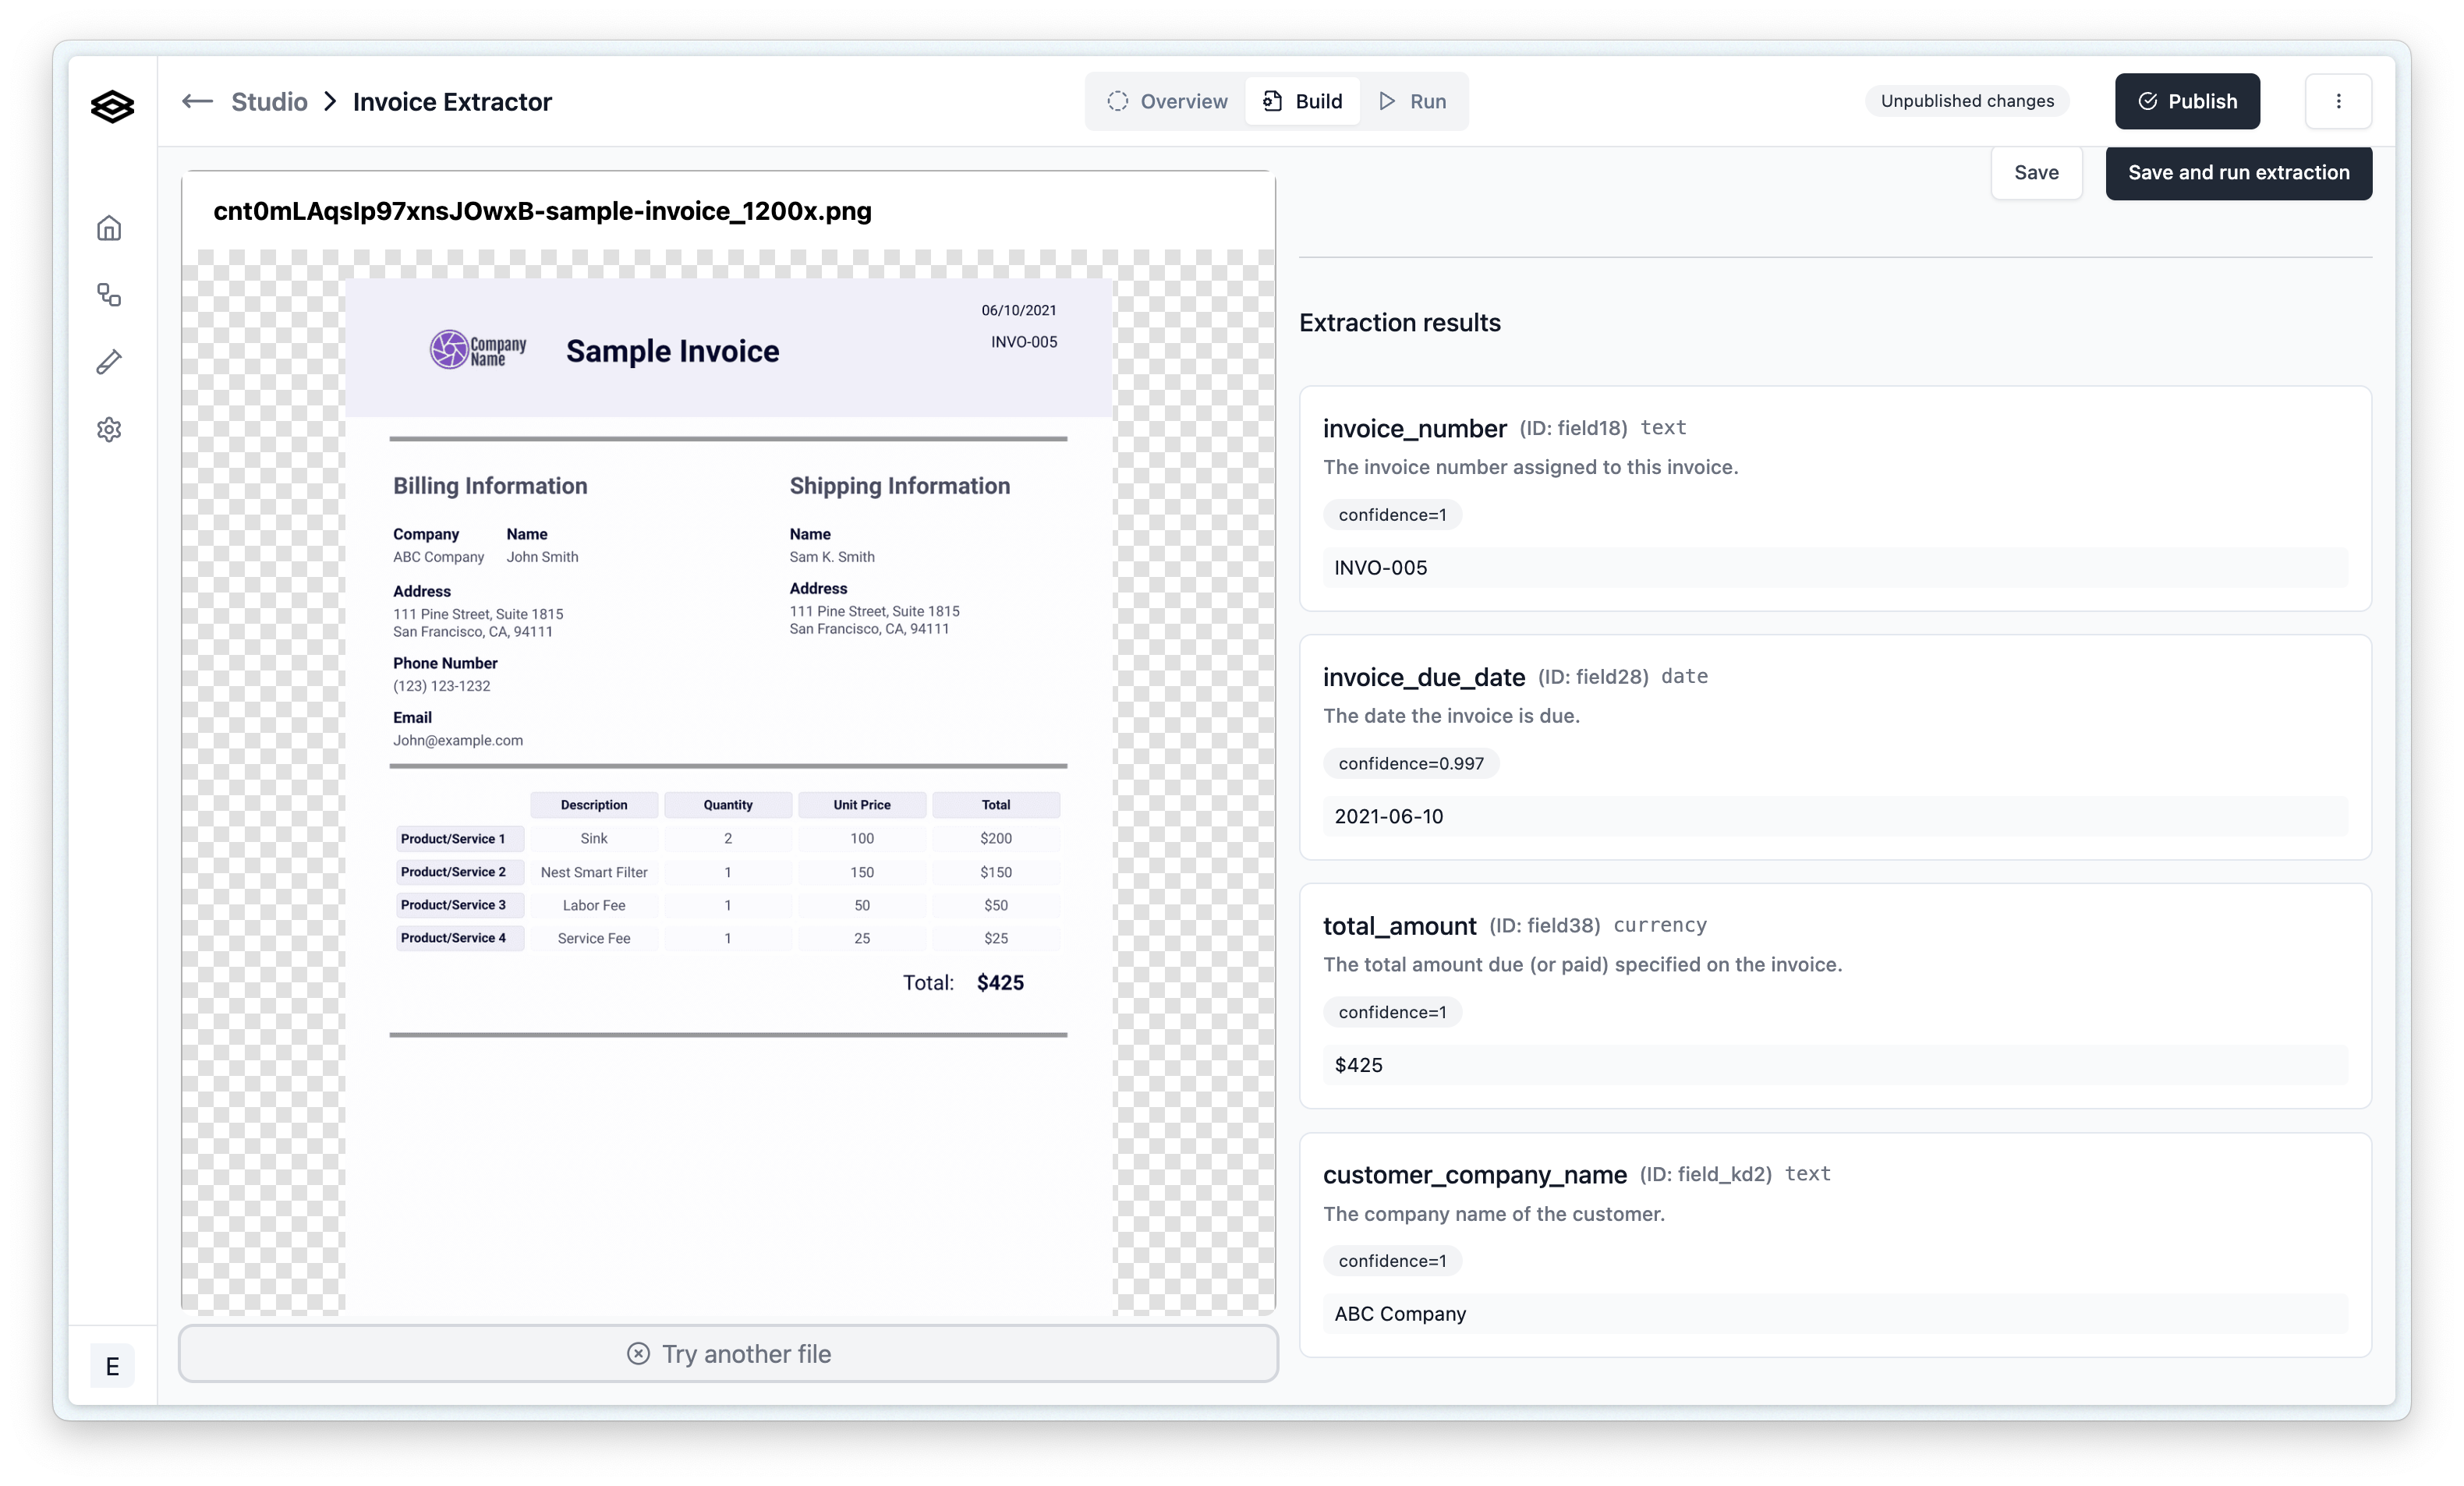 Studio > Invoice Extractor
Overview Build Run
Unpublished changes
Publish
cnt0mLAqsIp97xnsJOwxB-sample-invoice_1200x.png
06/10/2021
INVO-005
Company
Name
Sample Invoice
Billing Information
Company Name
ABC Company John Smith
Address
111 Pine Street, Suite 1815
San Francisco, CA, 94111
Phone Number
(123) 123-1232
Email
John@example.com
Shipping Information
Name
Sam K. Smith
Address
111 Pine Street, Suite 1815
San Francisco, CA, 94111
Description Quantity Unit Price Total
Product/Service 1 Sink 2 100 $200
Product/Service 2 Nest Smart Filter 1 150 $150
Product/Service 3 Labor Fee 1 50 $50
Product/Service 4 Service Fee 1 25 $25
Total: $425
Try another file
E
Save Save and run extraction
Extraction results
invoice_number (ID: field18) text
The invoice number assigned to this invoice.
confidence=1
INVO-005
invoice_due_date (ID: field28) date
The date the invoice is due.
confidence=0.997
2021-06-10
total_amount (ID: field38) currency
The total amount due (or paid) specified on the invoice.
confidence=1
$425
customer_company_name (ID: field_kd2) text
The company name of the customer.
confidence=1
ABC Company